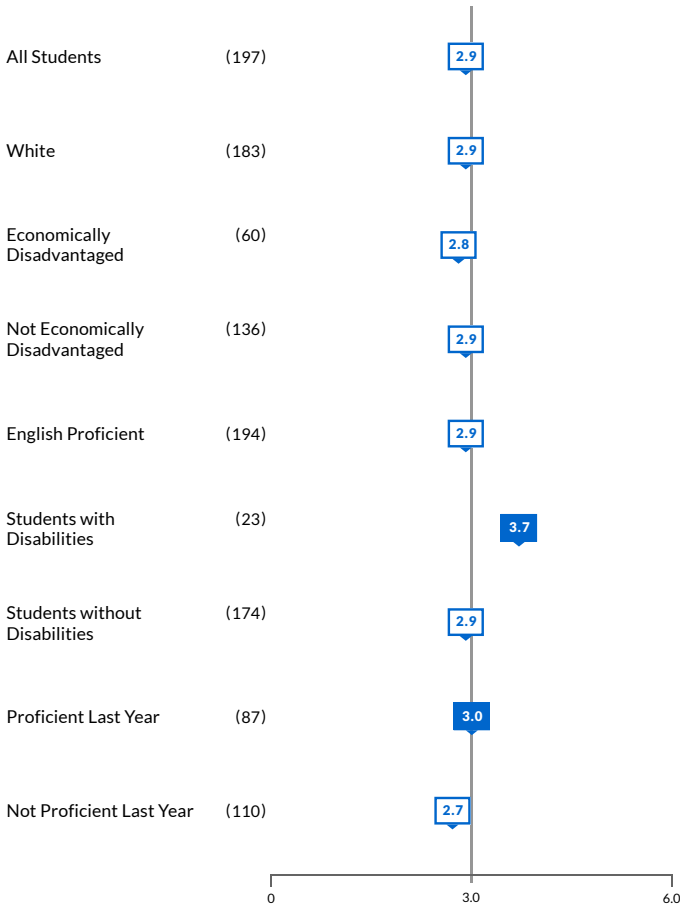 All Students (197) 2.9
White (183) 2.9
Economically (60)
Disadvantaged 2.8
Not Economically (136)
Disadvantaged 2.9
English Proficient (194) 2.9
Students with (23)
Disabilities 3.7
Students without (174)
Disabilities 2.9
Proficient Last Year (87) 3.0
Not Proficient Last Year (110) 2.7
0 3.0 6.0